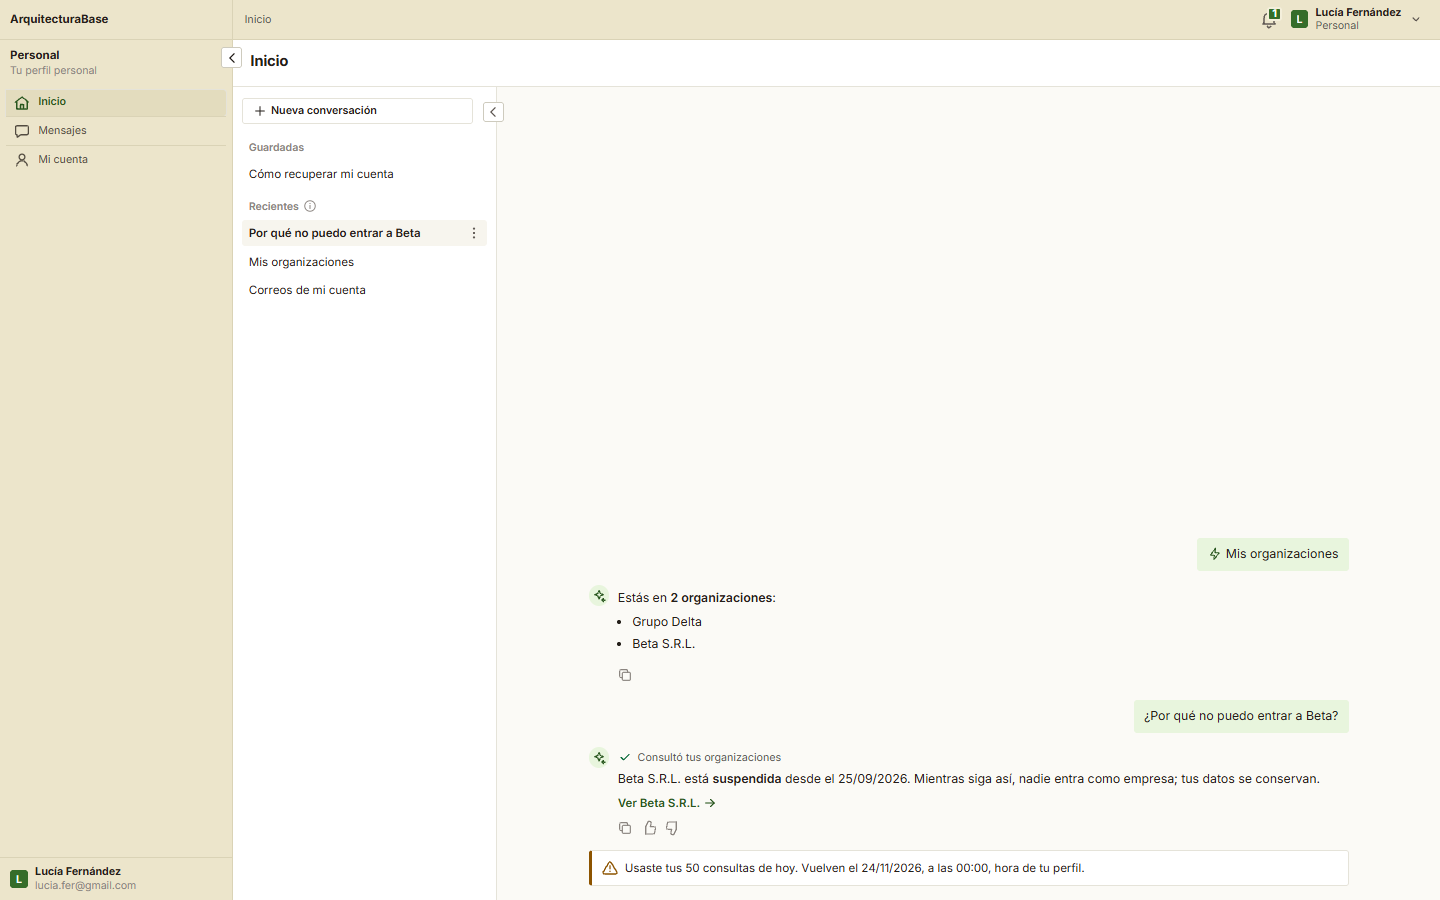 ArquitecturaBase
Inicio
1
L
Lucía Fernández
Personal
Personal
Tu perfil personal
Inicio
Mensajes
Mi cuenta
Inicio
Nueva conversación
Guardadas
Cómo recuperar mi cuenta
Recientes
Por qué no puedo entrar a Beta
Mis organizaciones
Correos de mi cuenta
Mis organizaciones
Estás en 2 organizaciones:
Grupo Delta
Beta S.R.L.
¿Por qué no puedo entrar a Beta?
Consultó tus organizaciones
Beta S.R.L. está suspendida desde el 25/09/2026. Mientras siga así, nadie entra como empresa; tus datos se conservan.
Ver Beta S.R.L.
Usaste tus 50 consultas de hoy. Vuelven el 24/11/2026, a las 00:00, hora de tu perfil.
L
Lucía Fernández
lucia.fer@gmail.com